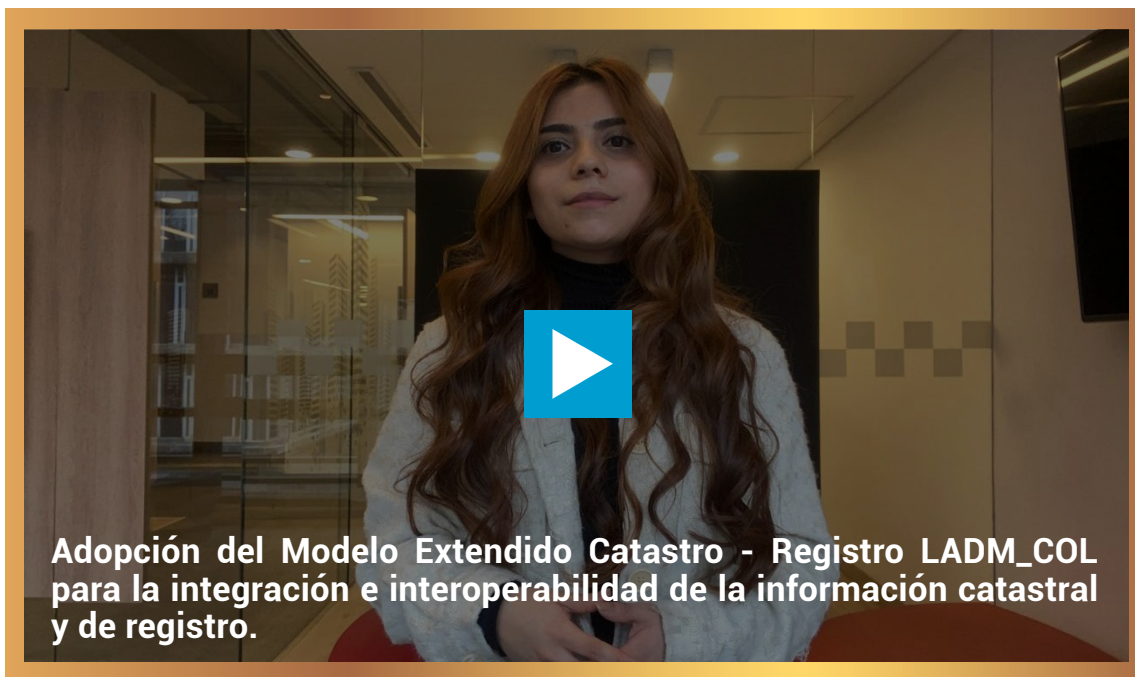 Adopción del Modelo Extendido Catastro - Registro LADM_COL
para la integración e interoperabilidad de la información catastral
y de registro.